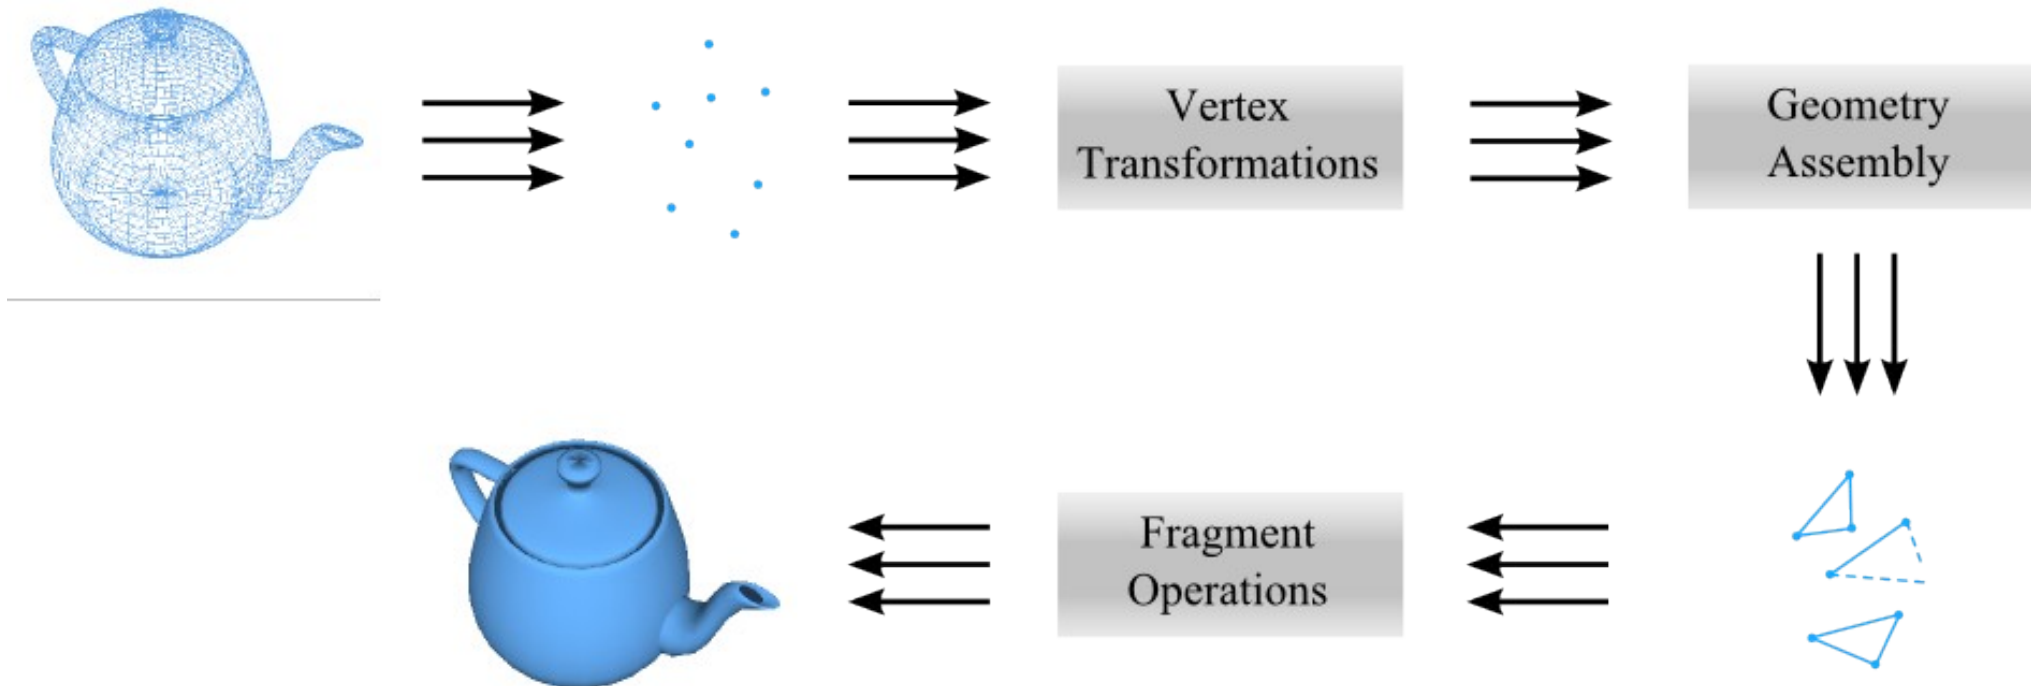 Vertex
Transformations
Geometry
Assembly
Fragment
Operations